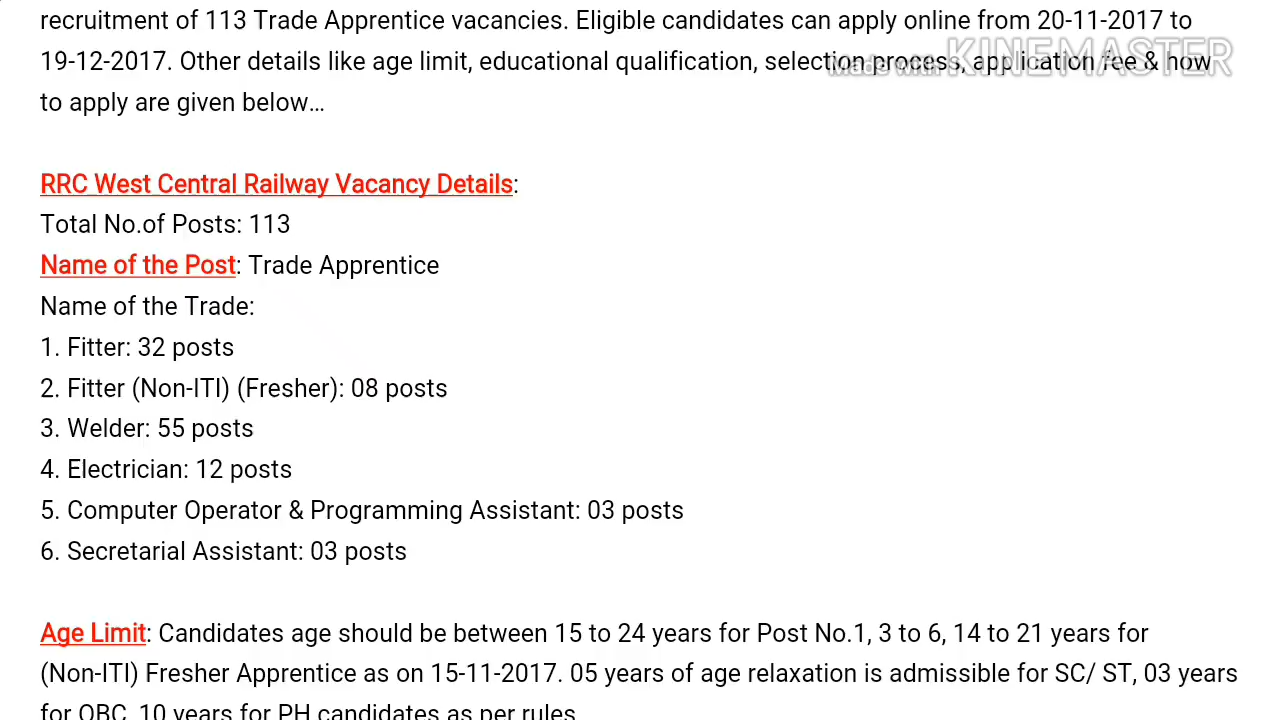 recruitment of 113 Trade Apprentice vacancies. Eligible candidates can apply online from 20-11-2017 to
19-12-2017. Other details like age limit, educational qualification, selection process, application fee & how
Made with KINEMASTER
to apply are given below…
RRC West Central Railway Vacancy Details:
Total No.of Posts: 113
Name of the Post: Trade Apprentice
Name of the Trade:
1. Fitter: 32 posts
2. Fitter (Non-ITI) (Fresher): 08 posts
3. Welder: 55 posts
4. Electrician: 12 posts
5. Computer Operator & Programming Assistant: 03 posts
6. Secretarial Assistant: 03 posts
Age Limit: Candidates age should be between 15 to 24 years for Post No.1, 3 to 6, 14 to 21 years for
(Non-ITI) Fresher Apprentice as on 15-11-2017. 05 years of age relaxation is admissible for SC/ ST, 03 years
for OBC, 10 years for PH candidates as per rules